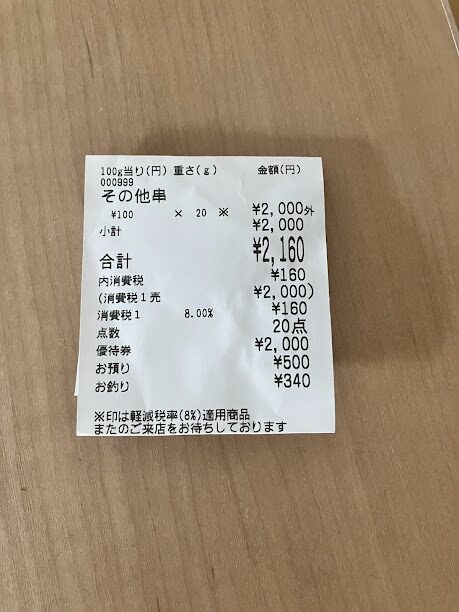 100g当り(円) 重さ(g) 金額(円)
000999
その他串
¥100 × 20 ※ ¥2,000外
小計 ¥2,000
合計 ¥2,160
内消費税 ¥160
(消費税1売 ¥2,000)
消費税1 8.00% ¥160
点数 20点
優待券 ¥2,000
お預り ¥500
お釣り ¥340
※印は軽減税率(8%)適用商品
またのご来店をお待ちしております